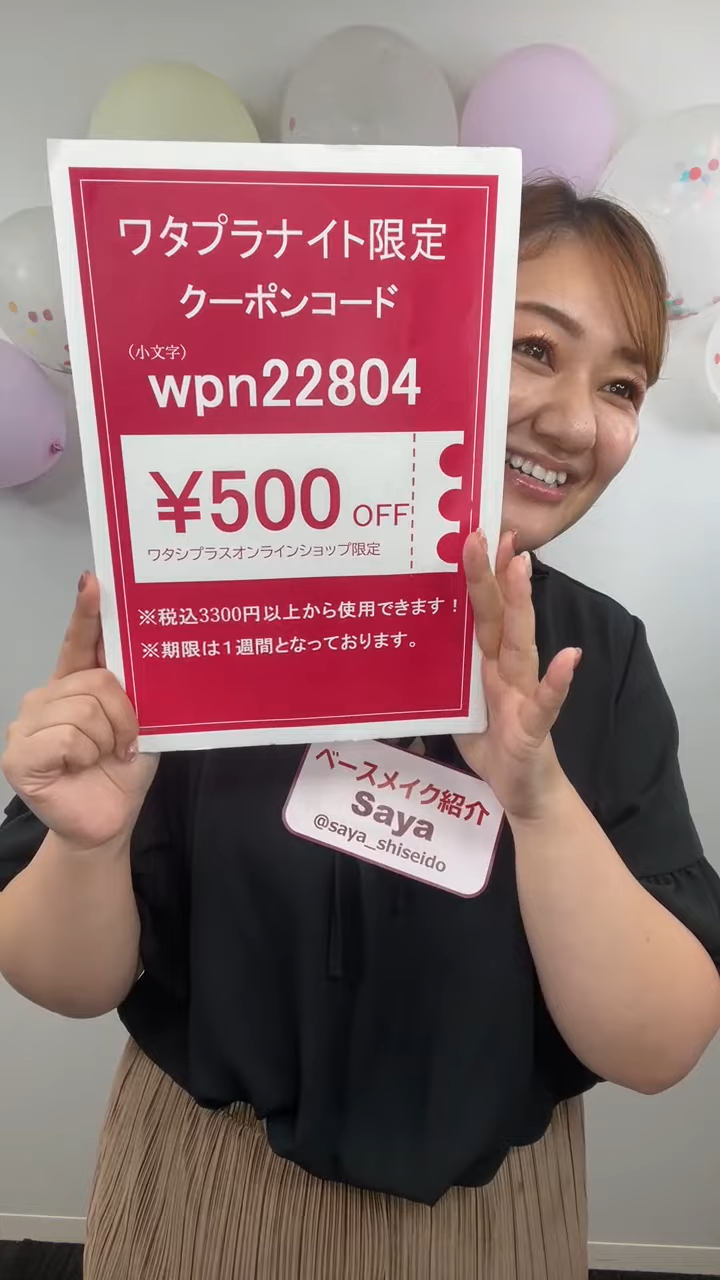 ワタプラナイト限定
クーポンコード
(小文字)
wpn22804
¥500 OFF
ワタシプラスオンラインショップ限定
※税込3300円以上から使用できます！
※期限は1週間となっております。
ベースメイク紹介
Saya
@saya_shiseido